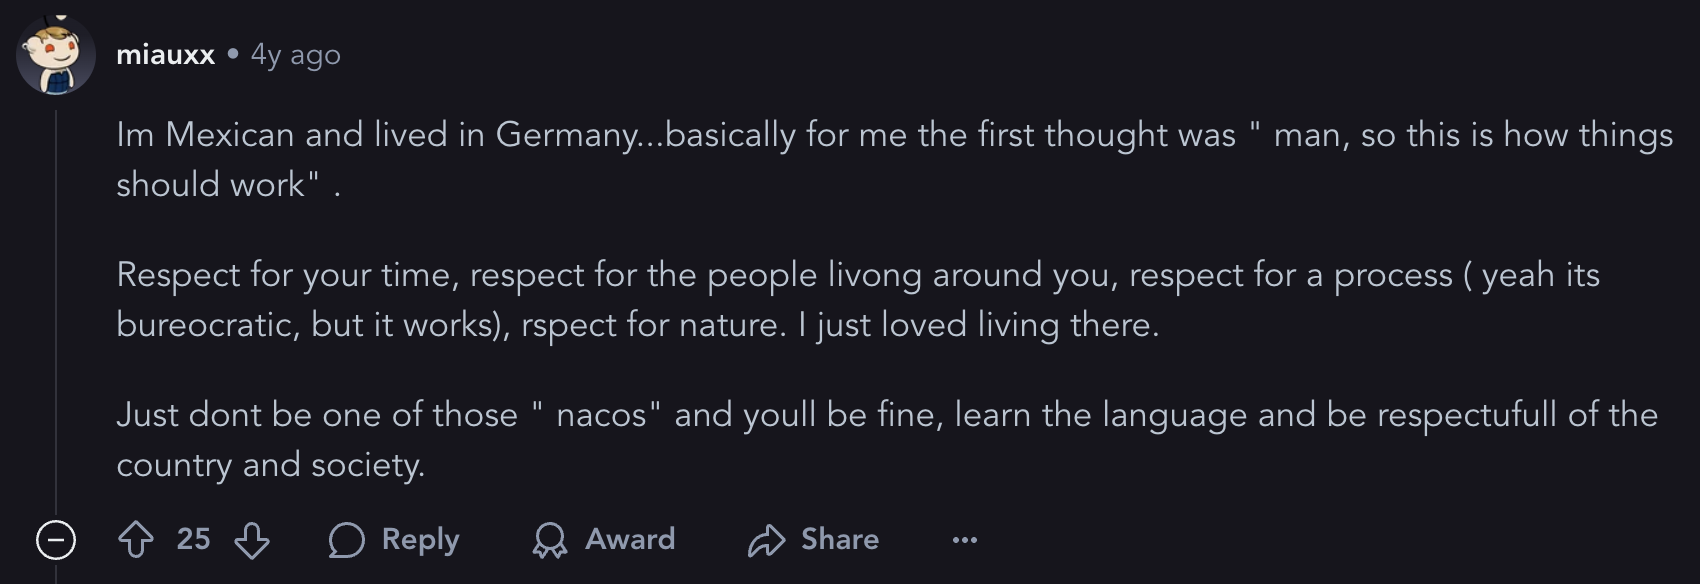 miauxx • 4y ago
Im Mexican and lived in Germany...basically for me the first thought was " man, so this is how things
should work" .
Respect for your time, respect for the people livong around you, respect for a process ( yeah its
bureocratic, but it works), rspect for nature. I just loved living there.
Just dont be one of those " nacos" and youll be fine, learn the language and be respectufull of the
country and society.
25 Reply Award Share ...